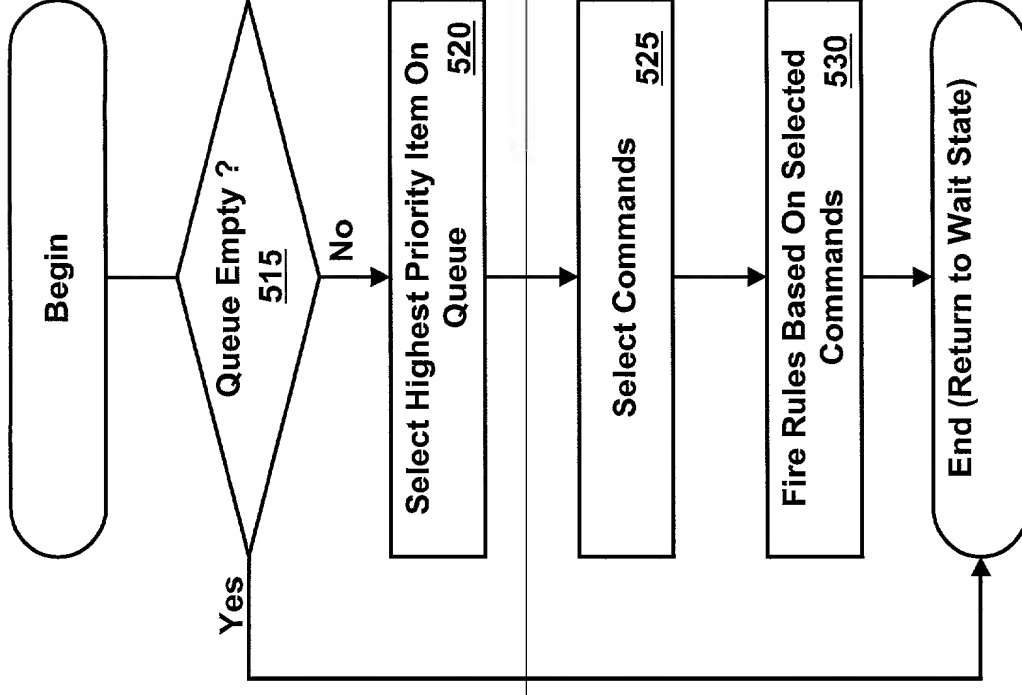 Begin
Queue Empty ?
515
Yes
No
Select Highest Priority Item On
Queue
520
Select Commands
525
Fire Rules Based On Selected
Commands
530
End (Return to Wait State)